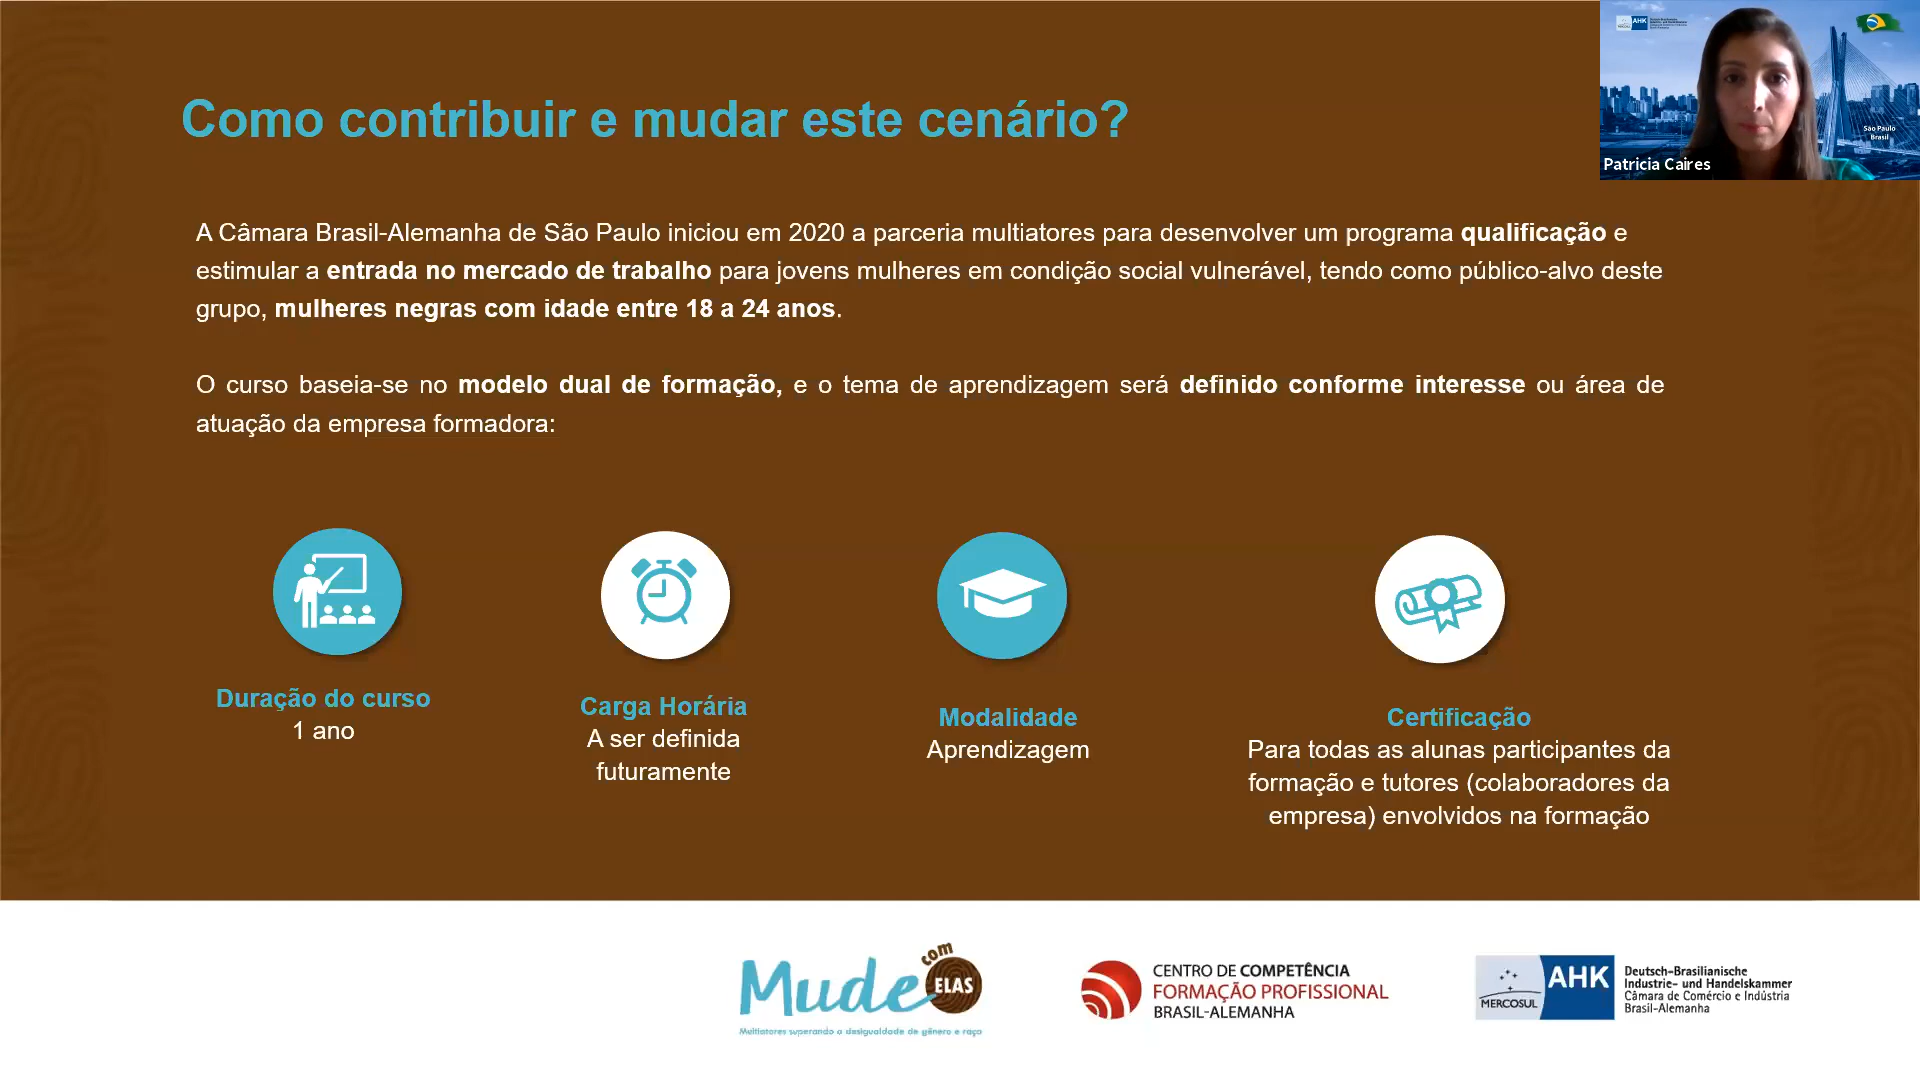 Como contribuir e mudar este cenário?
AHK
São Paulo
Brasil
Patricia Caires
A Câmara Brasil-Alemanha de São Paulo iniciou em 2020 a parceria multiatores para desenvolver um programa qualificação e
estimular a entrada no mercado de trabalho para jovens mulheres em condição social vulnerável, tendo como público-alvo deste
grupo, mulheres negras com idade entre 18 a 24 anos.
O curso baseia-se no modelo dual de formação, e o tema de aprendizagem será definido conforme interesse ou área de
atuação da empresa formadora:
Duração do curso
1 ano
Carga Horária
A ser definida
futuramente
Modalidade
Aprendizagem
Certificação
Para todas as alunas participantes da
formação e tutores (colaboradores da
empresa) envolvidos na formação
Mude com ELAS
Multiatores superando a desigualdade de gênero e raça
CENTRO DE COMPETÊNCIA
FORMAÇÃO PROFISSIONAL
BRASIL-ALEMANHA
MERCOSUL
AHK
Deutsch-Brasilianische
Industrie- und Handelskammer
Câmara de Comércio e Indústria
Brasil-Alemanha